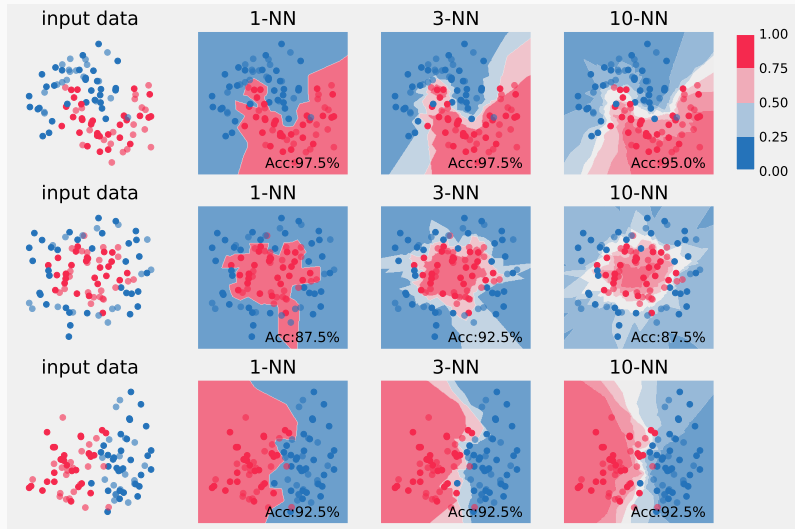 input data
1-NN
3-NN
10-NN
1.00
0.75
0.50
0.25
0.00
Acc:97.5%
Acc:97.5%
Acc:95.0%
input data
1-NN
3-NN
10-NN
Acc:87.5%
Acc:92.5%
Acc:87.5%
input data
1-NN
3-NN
10-NN
Acc:92.5%
Acc:92.5%
Acc:92.5%